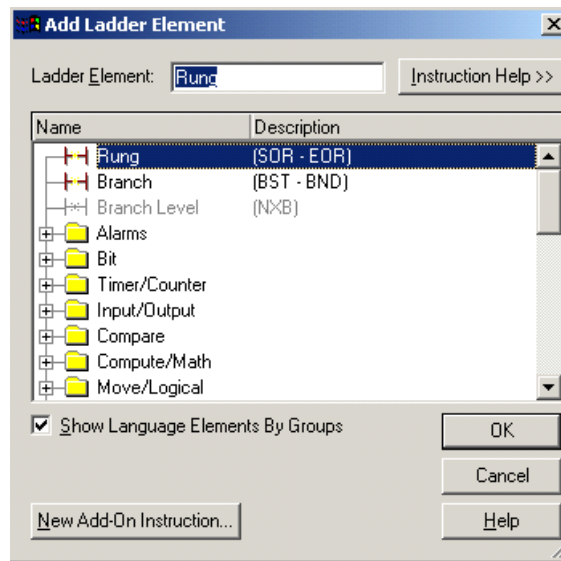 Add Ladder Element
Ladder Element: Rung Instruction Help >>
Name Description
Rung (SOR - EOR)
Branch (BST - BND)
Branch Level (NXB)
Alarms
Bit
Timer/Counter
Input/Output
Compare
Compute/Math
Move/Logical
Show Language Elements By Groups
OK
Cancel
New Add-On Instruction... Help